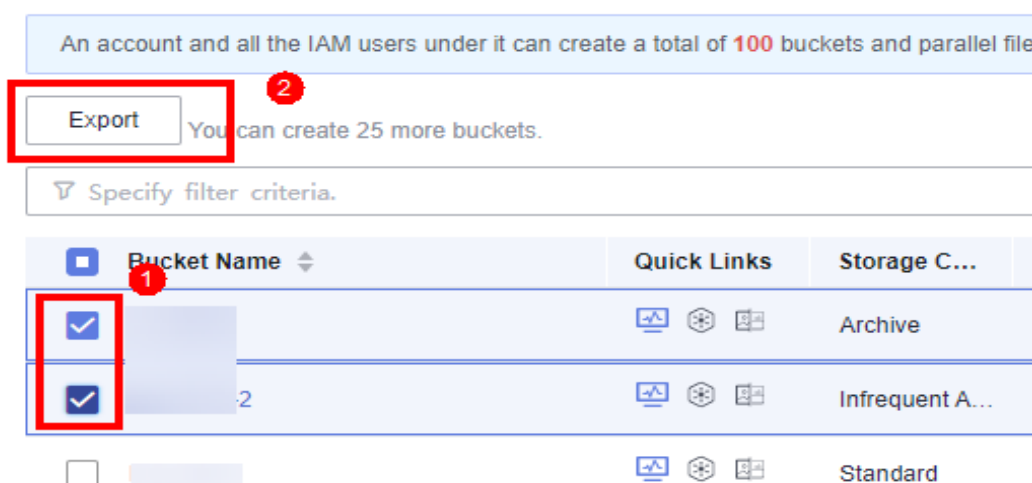 An account and all the IAM users under it can create a total of 100 buckets and parallel file
2
Export
You can create 25 more buckets.
Specify filter criteria.
Bucket Name Quick Links Storage C...
1
Archive
-2 Infrequent A...
Standard